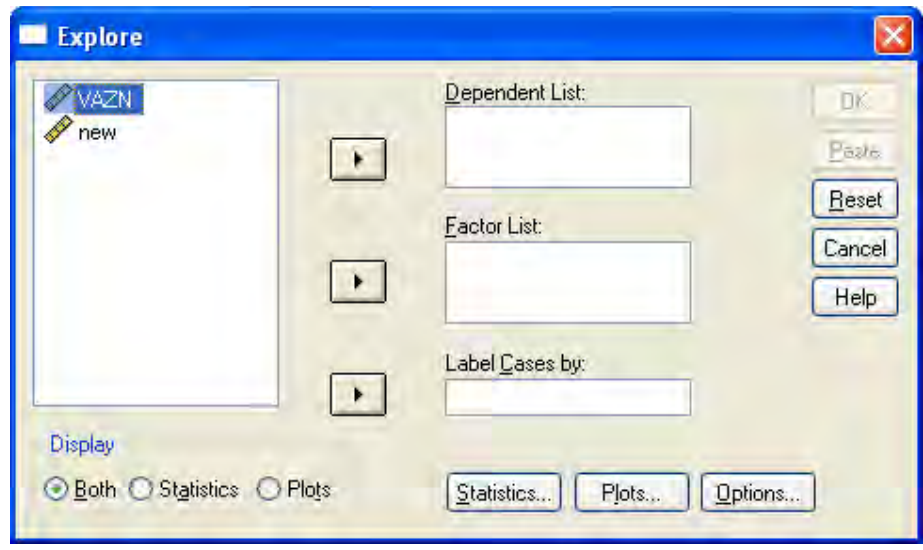 Explore
VAZN
new
Dependent List:
Factor List:
Label Cases by:
OK
Paste
Reset
Cancel
Help
Display
Both
Statistics
Plots
Statistics...
Plots...
Options...